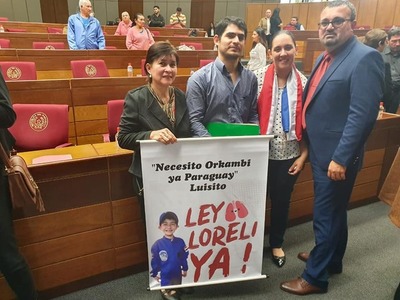 "Necesito Orkambi
ya Paraguay"
Luisito
LEY
LORELI
YA!